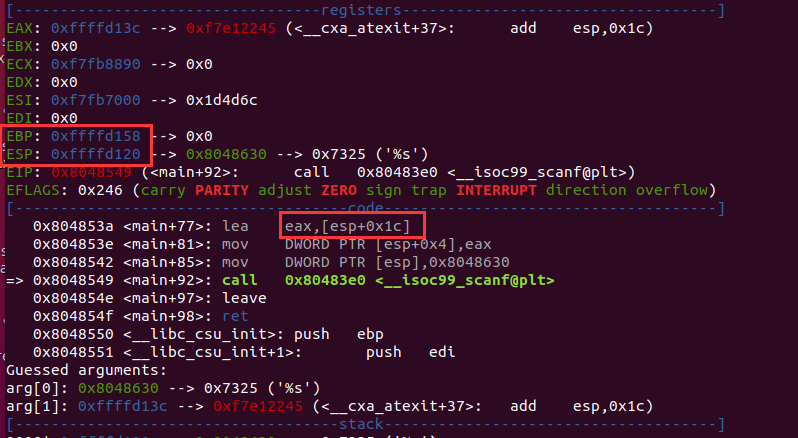 [----------------------------------registers-----------------------------------]
EAX: 0xffffd13c --> 0xf7e12245 (<__cxa_atexit+37>: add esp,0x1c)
EBX: 0x0
ECX: 0xf7fb8890 --> 0x0
EDX: 0x0
ESI: 0xf7fb7000 --> 0x1d4d6c
EDI: 0x0
EBP: 0xffffd158 --> 0x0
ESP: 0xffffd120 --> 0x8048630 --> 0x7325 ('%s')
EIP: 0x8048549 (<main+92>: call 0x80483e0 <__isoc99_scanf@plt>)
EFLAGS: 0x246 (carry PARITY adjust ZERO sign trap INTERRUPT direction overflow)
[-------------------------------------code-------------------------------------]
0x804853a <main+77>: lea eax,[esp+0x1c]
0x804853e <main+81>: mov DWORD PTR [esp+0x4],eax
0x8048542 <main+85>: mov DWORD PTR [esp],0x8048630
=> 0x8048549 <main+92>: call 0x80483e0 <__isoc99_scanf@plt>
0x804854e <main+97>: leave
0x804854f <main+98>: ret
0x8048550 <__libc_csu_init>: push ebp
0x8048551 <__libc_csu_init+1>: push edi
Guessed arguments:
arg[0]: 0x8048630 --> 0x7325 ('%s')
arg[1]: 0xffffd13c --> 0xf7e12245 (<__cxa_atexit+37>: add esp,0x1c)
[------------------------------------stack-------------------------------------]